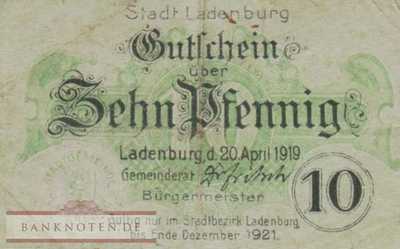 Stadt Ladenburg
Gutschein
über
Zehn Pfennig
Ladenburg, d. 20 April 1919
Gemeinderat
Bürgermeister
10
Gültig nur im Stadtbezirk Ladenburg
bis Ende Dezember 1921.
BANKNOTEN.DE